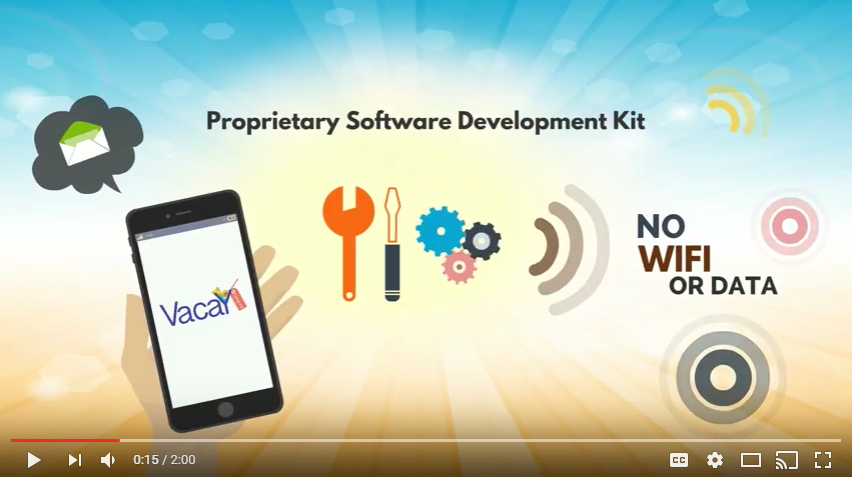 Proprietary Software Development Kit
NO
WIFI
OR DATA
Vacay
0:15 / 2:00
CC